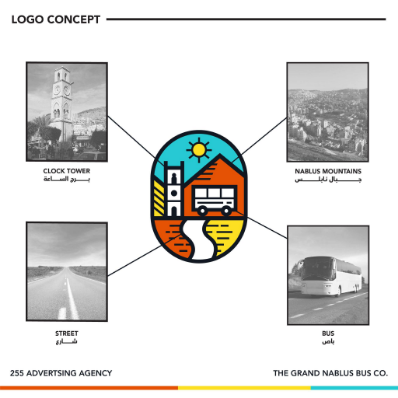 LOGO CONCEPT
CLOCK TOWER
برج الساعة
NABLUS MOUNTAINS
جبال نابلس
STREET
شارع
BUS
باص
255 ADVERTSING AGENCY
THE GRAND NABLUS BUS CO.